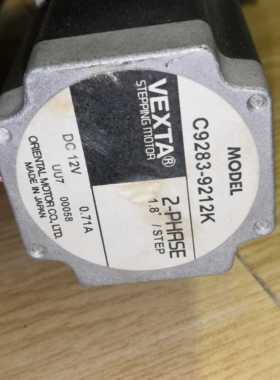 MODEL
C9283-9212K
VEXTA®
STEPPING MOTOR
2-PHASE
1.8°/STEP
DC 12V 0.71A
UU7 00058
ORIENTAL MOTOR CO.,LTD.
MADE IN JAPAN